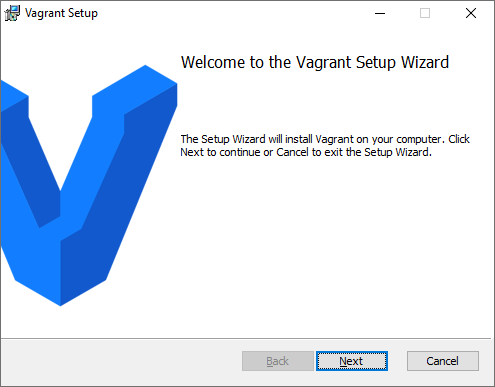 Vagrant Setup
Welcome to the Vagrant Setup Wizard
The Setup Wizard will install Vagrant on your computer. Click
Next to continue or Cancel to exit the Setup Wizard.
Back
Next
Cancel